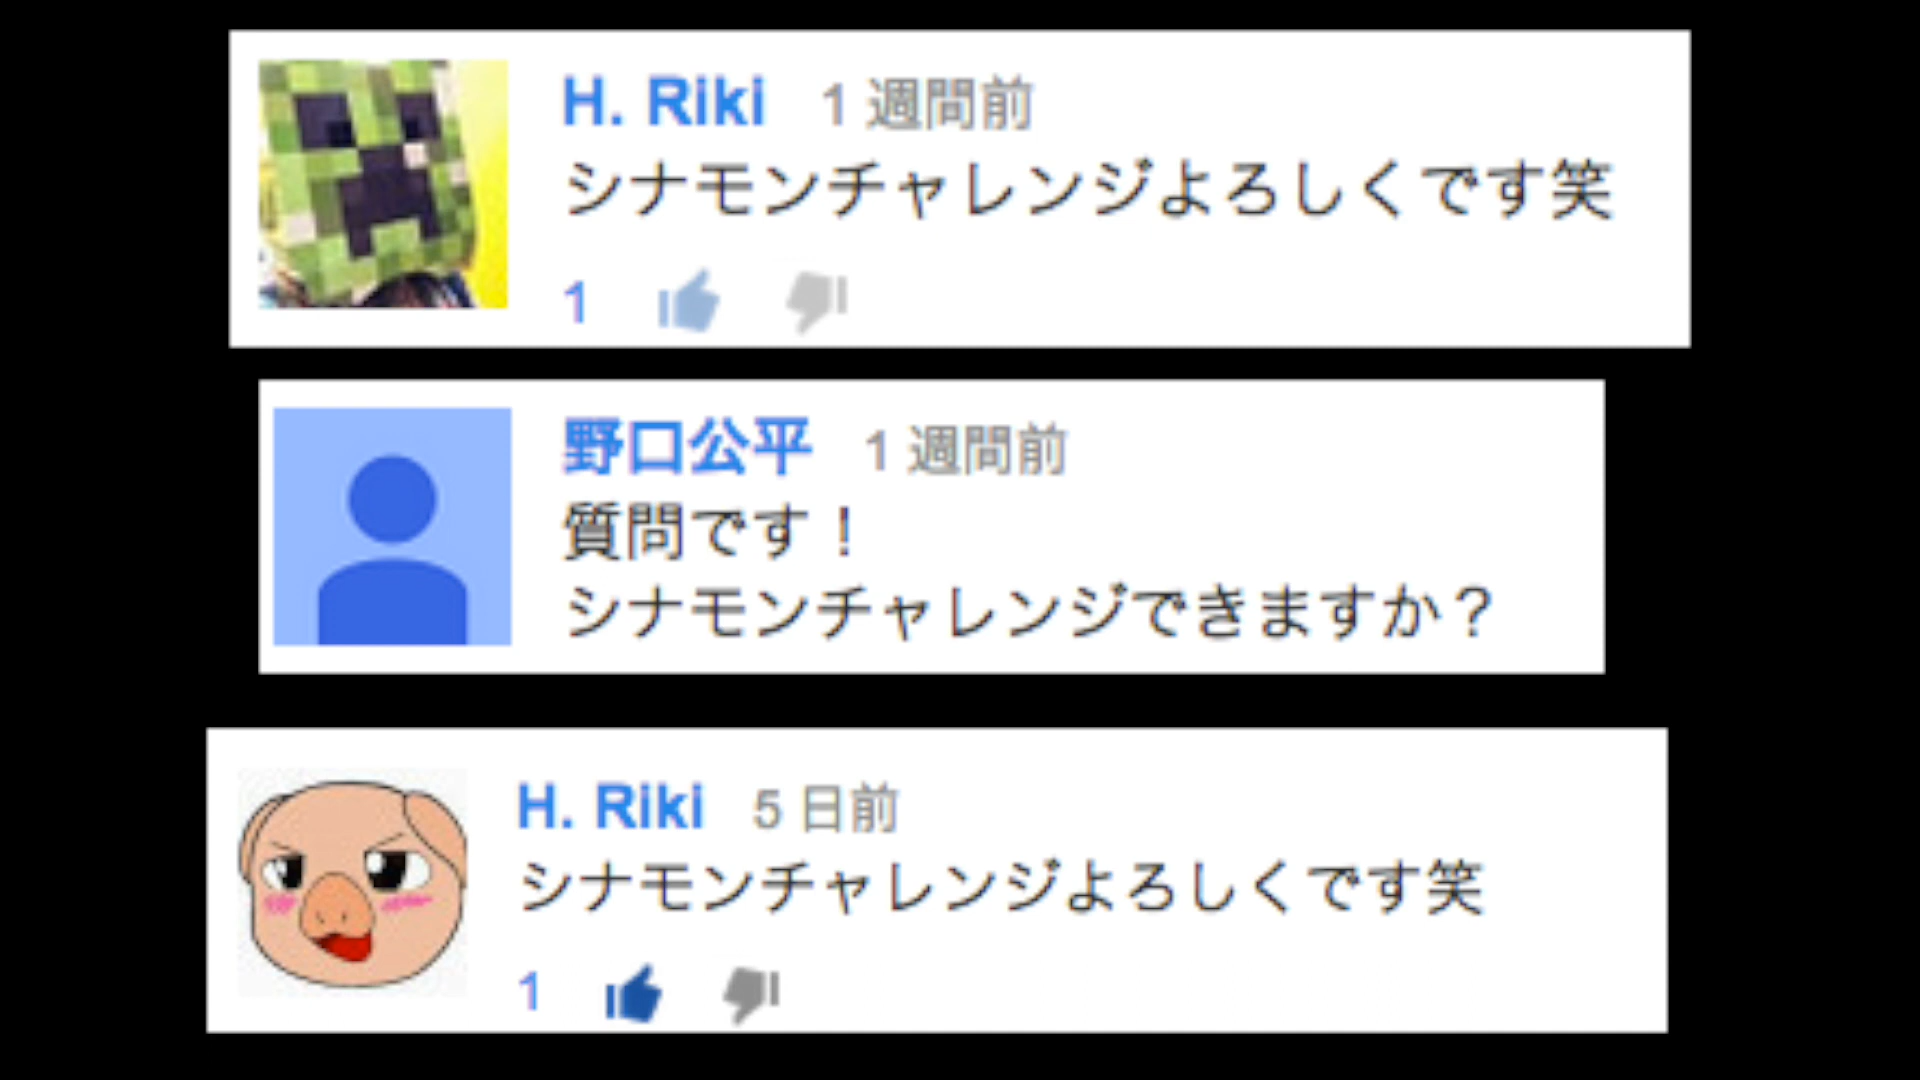 H. Riki 1 週間前
シナモンチャレンジよろしくです笑
1
野口公平 1 週間前
質問です！
シナモンチャレンジできますか？
H. Riki 5 日前
シナモンチャレンジよろしくです笑
1